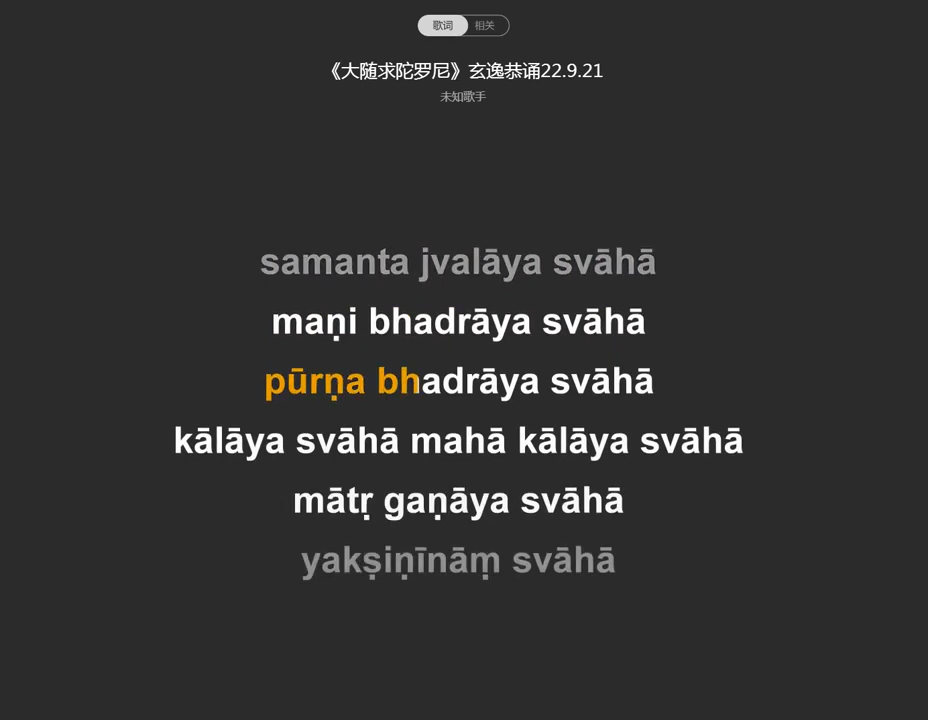 歌词 相关
《大随求陀罗尼》玄逸恭诵22.9.21
未知歌手
samanta jvalāya svāhā
maṇi bhadrāya svāhā
pūrṇa bhadrāya svāhā
kālāya svāhā mahā kālāya svāhā
mātṛ gaṇāya svāhā
yakṣiṇīnāṃ svāhā